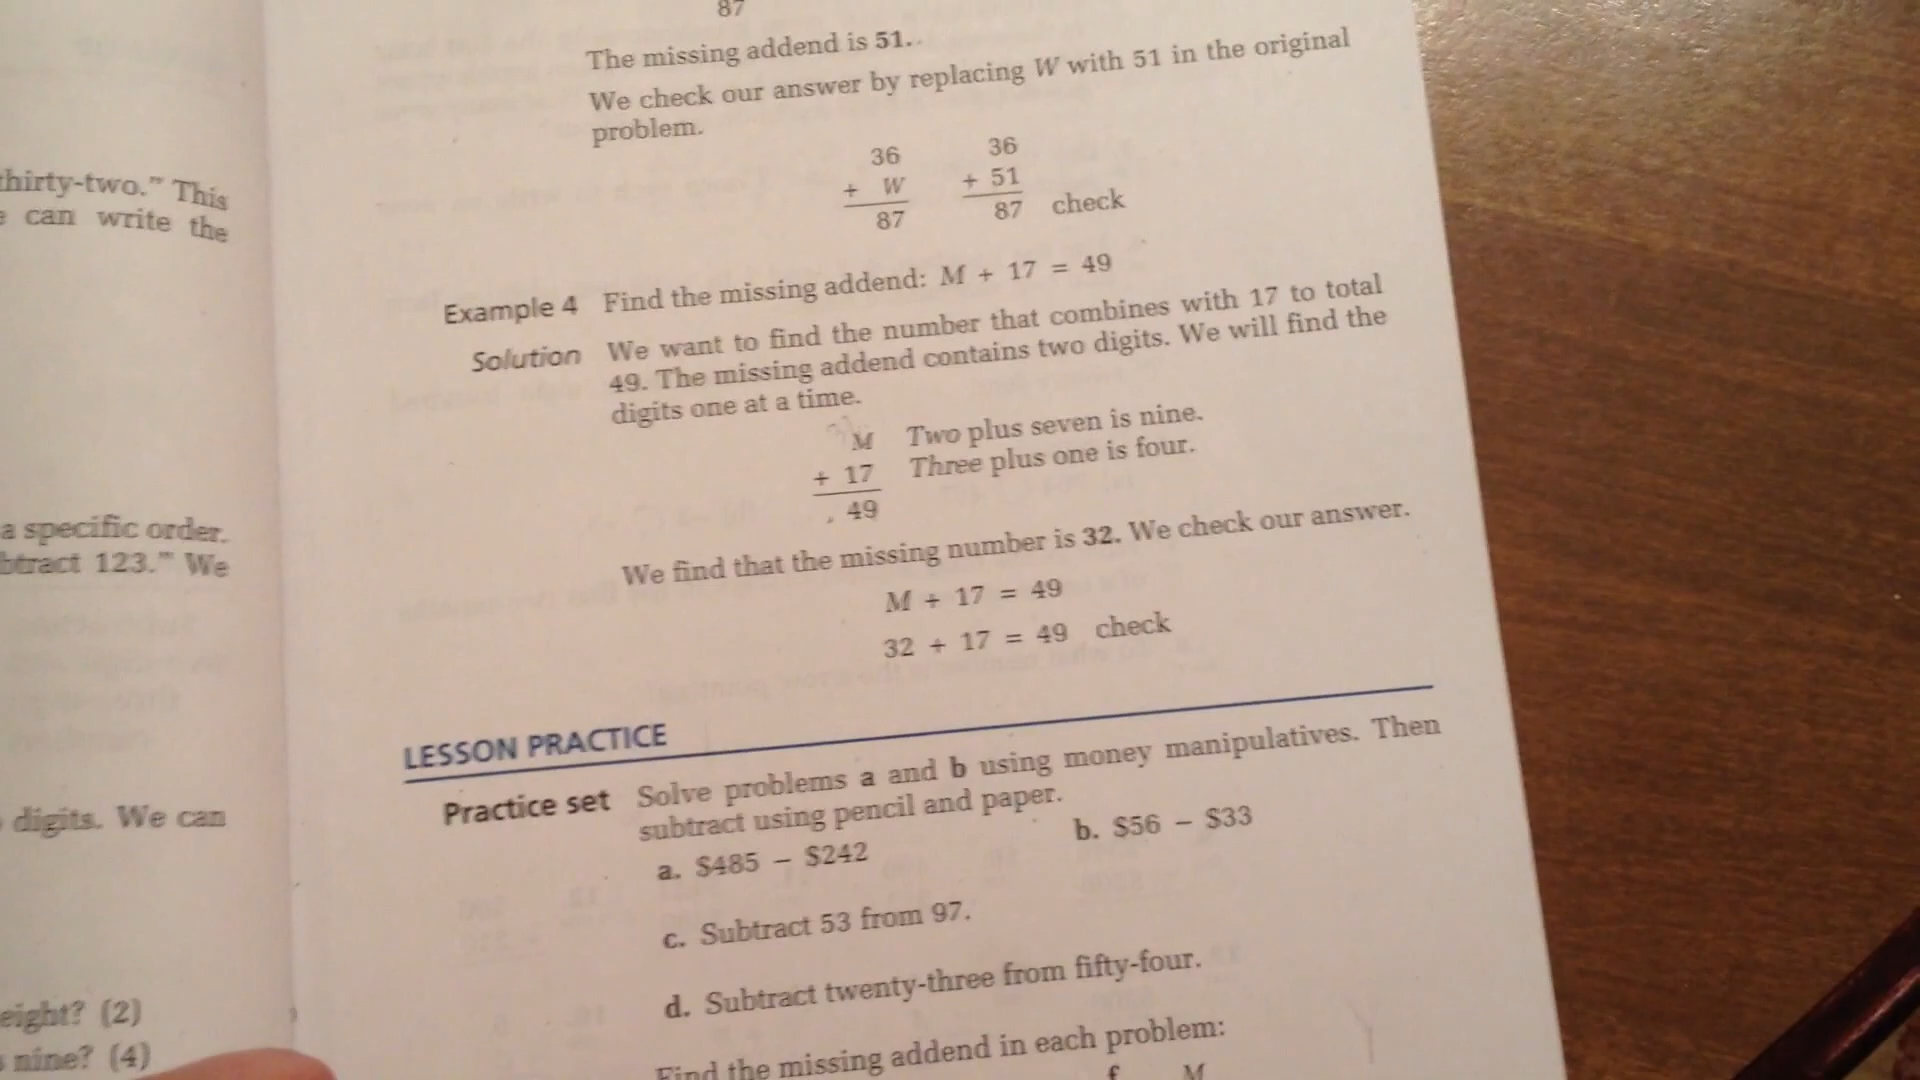 87
The missing addend is 51.
We check our answer by replacing W with 51 in the original
problem.
36 36
+ W + 51
87 87 check
Example 4 Find the missing addend: M + 17 = 49
Solution We want to find the number that combines with 17 to total
49. The missing addend contains two digits. We will find the
digits one at a time.
M Two plus seven is nine.
+ 17 Three plus one is four.
49
We find that the missing number is 32. We check our answer.
M + 17 = 49
32 + 17 = 49 check
LESSON PRACTICE
Practice set Solve problems a and b using money manipulatives. Then
subtract using pencil and paper.
a. $485 − $242 b. $56 − $33
c. Subtract 53 from 97.
d. Subtract twenty-three from fifty-four.
Find the missing addend in each problem:
f M
thirty-two." This
can write the
a specific order.
btract 123." We
digits. We can
eight? (2)
nine? (4)